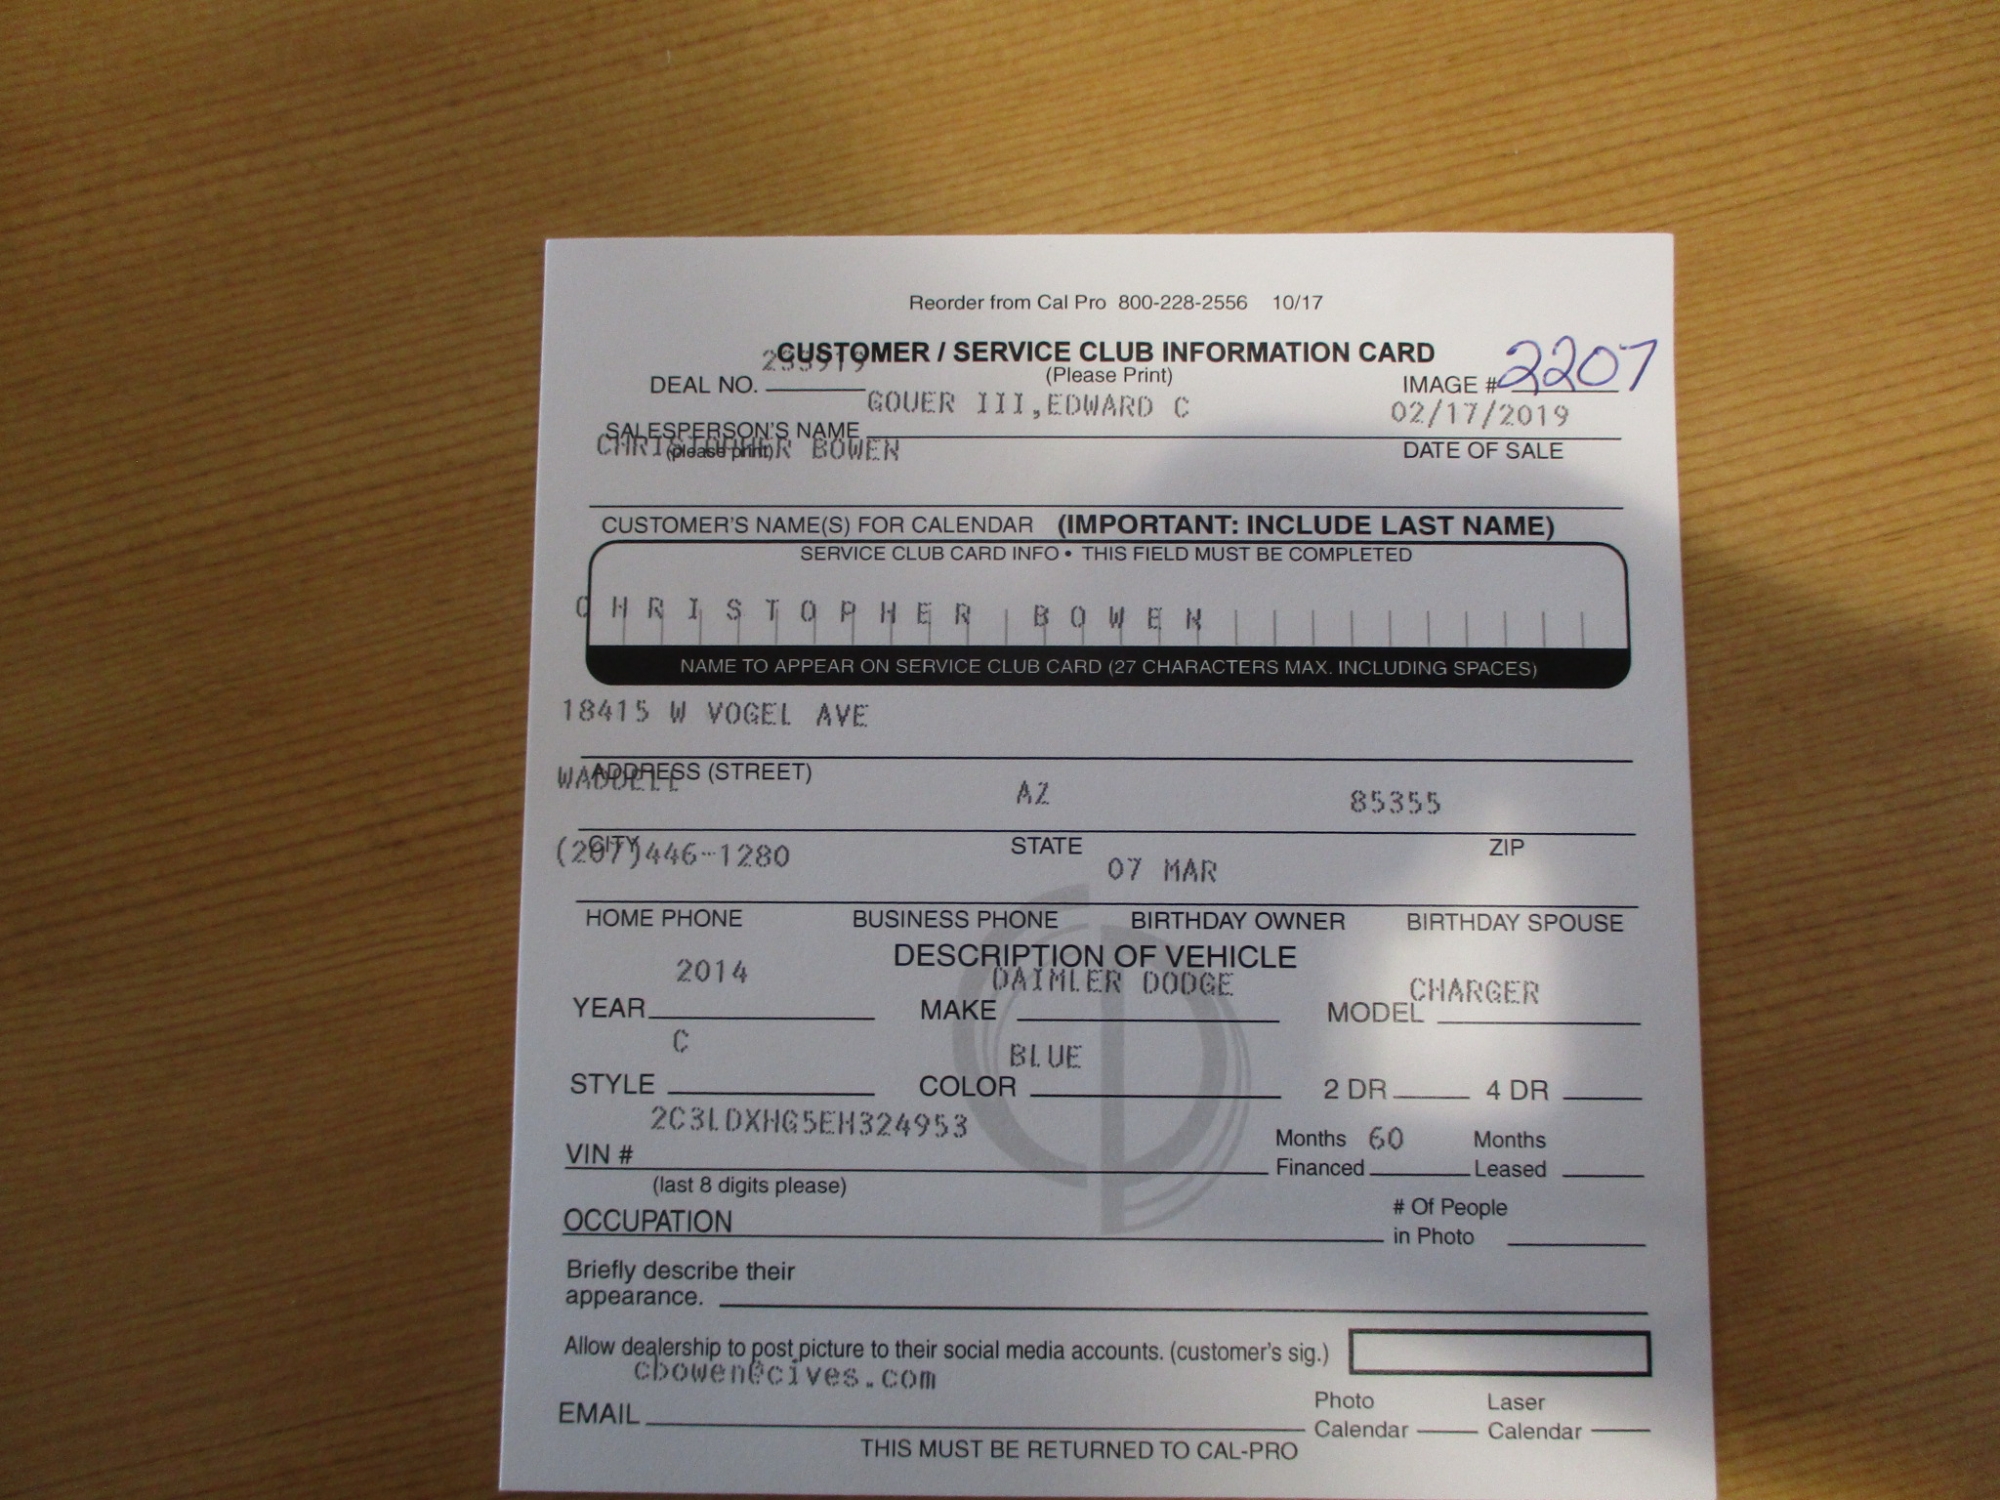 Reorder from Cal Pro 800-228-2556 10/17
CUSTOMER / SERVICE CLUB INFORMATION CARD
(Please Print)
DEAL NO. 233919
IMAGE # 2207
GOUER III,EDWARD C
02/17/2019
SALESPERSON'S NAME
(please print)
DATE OF SALE
CHRISTOPHER BOWEN
CUSTOMER'S NAME(S) FOR CALENDAR (IMPORTANT: INCLUDE LAST NAME)
SERVICE CLUB CARD INFO • THIS FIELD MUST BE COMPLETED
CHRISTOPHER BOWEN
NAME TO APPEAR ON SERVICE CLUB CARD (27 CHARACTERS MAX. INCLUDING SPACES)
18415 W VOGEL AVE
ADDRESS (STREET)
WADDELL AZ 85355
CITY STATE ZIP
(207)446-1280 07 MAR
HOME PHONE BUSINESS PHONE BIRTHDAY OWNER BIRTHDAY SPOUSE
DESCRIPTION OF VEHICLE
2014 DAIMLER DODGE CHARGER
YEAR MAKE MODEL
C BLUE
STYLE COLOR 2 DR 4 DR
2C3LDXHG5EH324953
VIN #
(last 8 digits please)
Months 60 Months
Financed Leased
OCCUPATION
# Of People
in Photo
Briefly describe their
appearance.
Allow dealership to post picture to their social media accounts. (customer's sig.)
cbowen@cives.com
EMAIL
Photo Laser
Calendar Calendar
THIS MUST BE RETURNED TO CAL-PRO